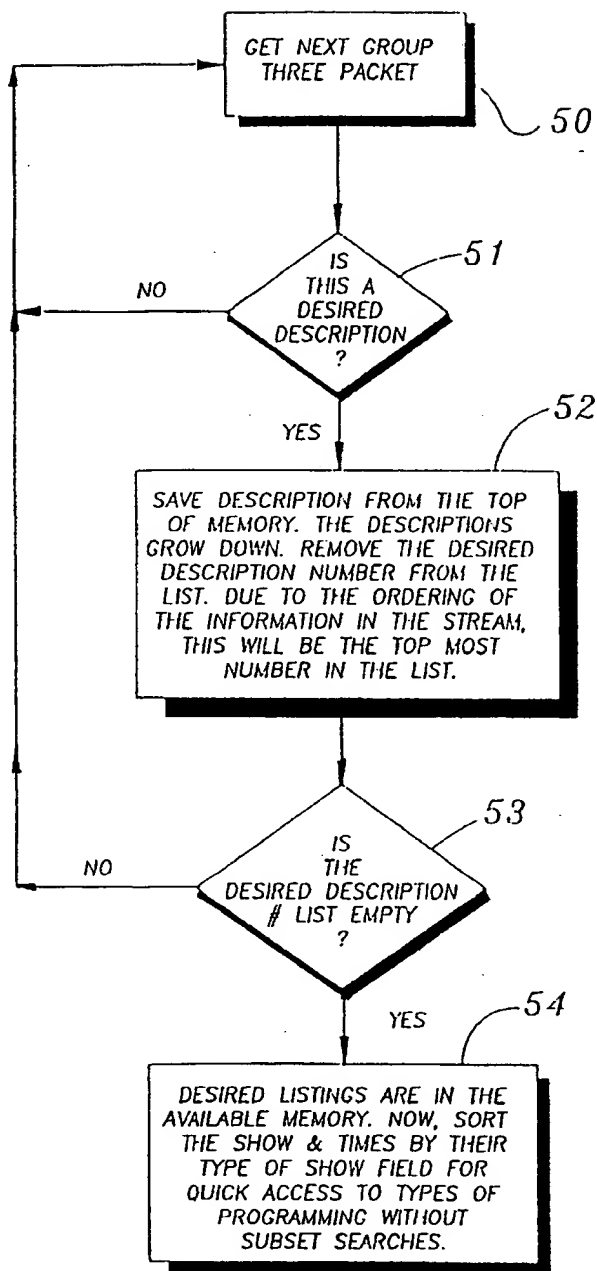 GET NEXT GROUP
THREE PACKET
50
IS
THIS A
DESIRED
DESCRIPTION
?
51
NO
YES
52
SAVE DESCRIPTION FROM THE TOP
OF MEMORY. THE DESCRIPTIONS
GROW DOWN. REMOVE THE DESIRED
DESCRIPTION NUMBER FROM THE
LIST. DUE TO THE ORDERING OF
THE INFORMATION IN THE STREAM,
THIS WILL BE THE TOP MOST
NUMBER IN THE LIST.
53
IS
THE
DESIRED DESCRIPTION
# LIST EMPTY
?
NO
YES
54
DESIRED LISTINGS ARE IN THE
AVAILABLE MEMORY. NOW, SORT
THE SHOW & TIMES BY THEIR
TYPE OF SHOW FIELD FOR
QUICK ACCESS TO TYPES OF
PROGRAMMING WITHOUT
SUBSET SEARCHES.